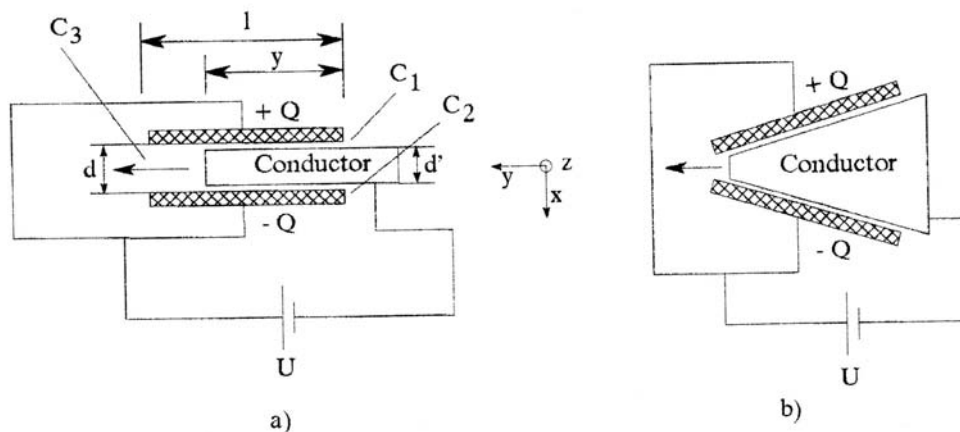 l
C₃
y
C₁
+ Q
C₂
d
Conductor
d'
- Q
y
z
x
U
a)
+ Q
Conductor
- Q
U
b)